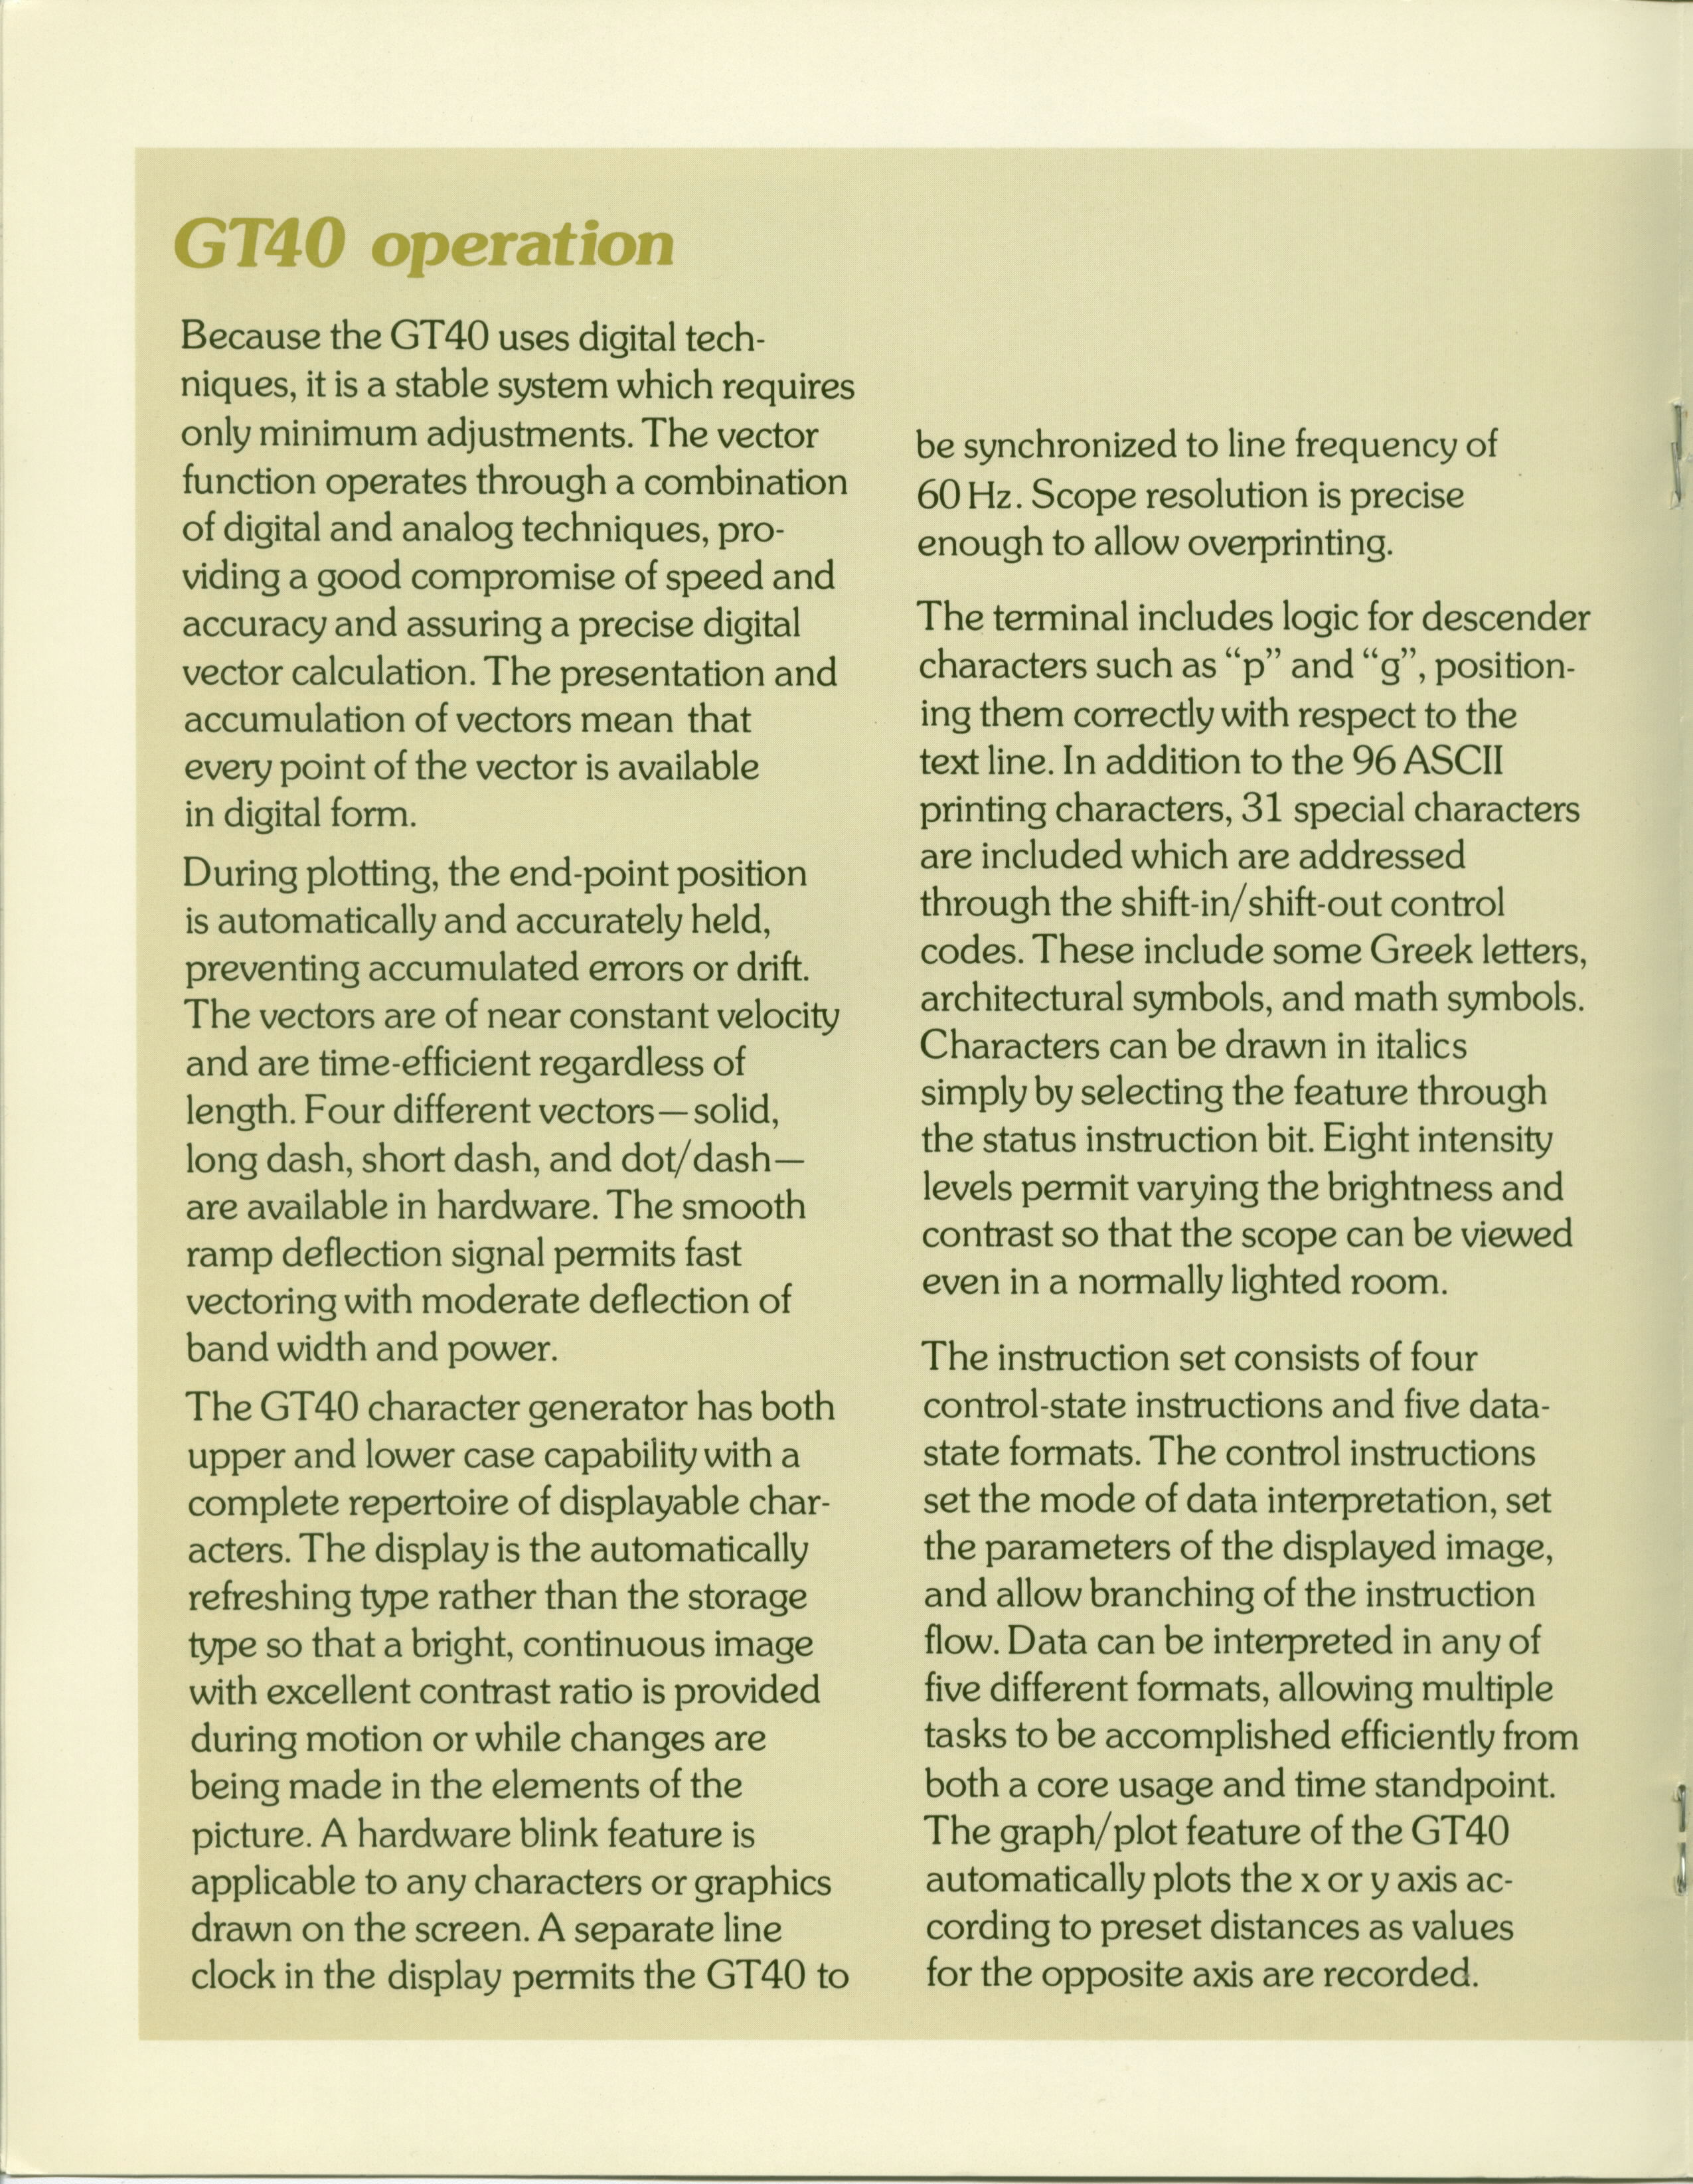 GT40 operation
Because the GT40 uses digital tech-
niques, it is a stable system which requires
only minimum adjustments. The vector
function operates through a combination
of digital and analog techniques, pro-
viding a good compromise of speed and
accuracy and assuring a precise digital
vector calculation. The presentation and
accumulation of vectors mean that
every point of the vector is available
in digital form.
During plotting, the end-point position
is automatically and accurately held,
preventing accumulated errors or drift.
The vectors are of near constant velocity
and are time-efficient regardless of
length. Four different vectors—solid,
long dash, short dash, and dot/dash—
are available in hardware. The smooth
ramp deflection signal permits fast
vectoring with moderate deflection of
band width and power.
The GT40 character generator has both
upper and lower case capability with a
complete repertoire of displayable char-
acters. The display is the automatically
refreshing type rather than the storage
type so that a bright, continuous image
with excellent contrast ratio is provided
during motion or while changes are
being made in the elements of the
picture. A hardware blink feature is
applicable to any characters or graphics
drawn on the screen. A separate line
clock in the display permits the GT40 to
be synchronized to line frequency of
60 Hz. Scope resolution is precise
enough to allow overprinting.
The terminal includes logic for descender
characters such as “p” and “g”, position-
ing them correctly with respect to the
text line. In addition to the 96 ASCII
printing characters, 31 special characters
are included which are addressed
through the shift-in/shift-out control
codes. These include some Greek letters,
architectural symbols, and math symbols.
Characters can be drawn in italics
simply by selecting the feature through
the status instruction bit. Eight intensity
levels permit varying the brightness and
contrast so that the scope can be viewed
even in a normally lighted room.
The instruction set consists of four
control-state instructions and five data-
state formats. The control instructions
set the mode of data interpretation, set
the parameters of the displayed image,
and allow branching of the instruction
flow. Data can be interpreted in any of
five different formats, allowing multiple
tasks to be accomplished efficiently from
both a core usage and time standpoint.
The graph/plot feature of the GT40
automatically plots the x or y axis ac-
cording to preset distances as values
for the opposite axis are recorded.